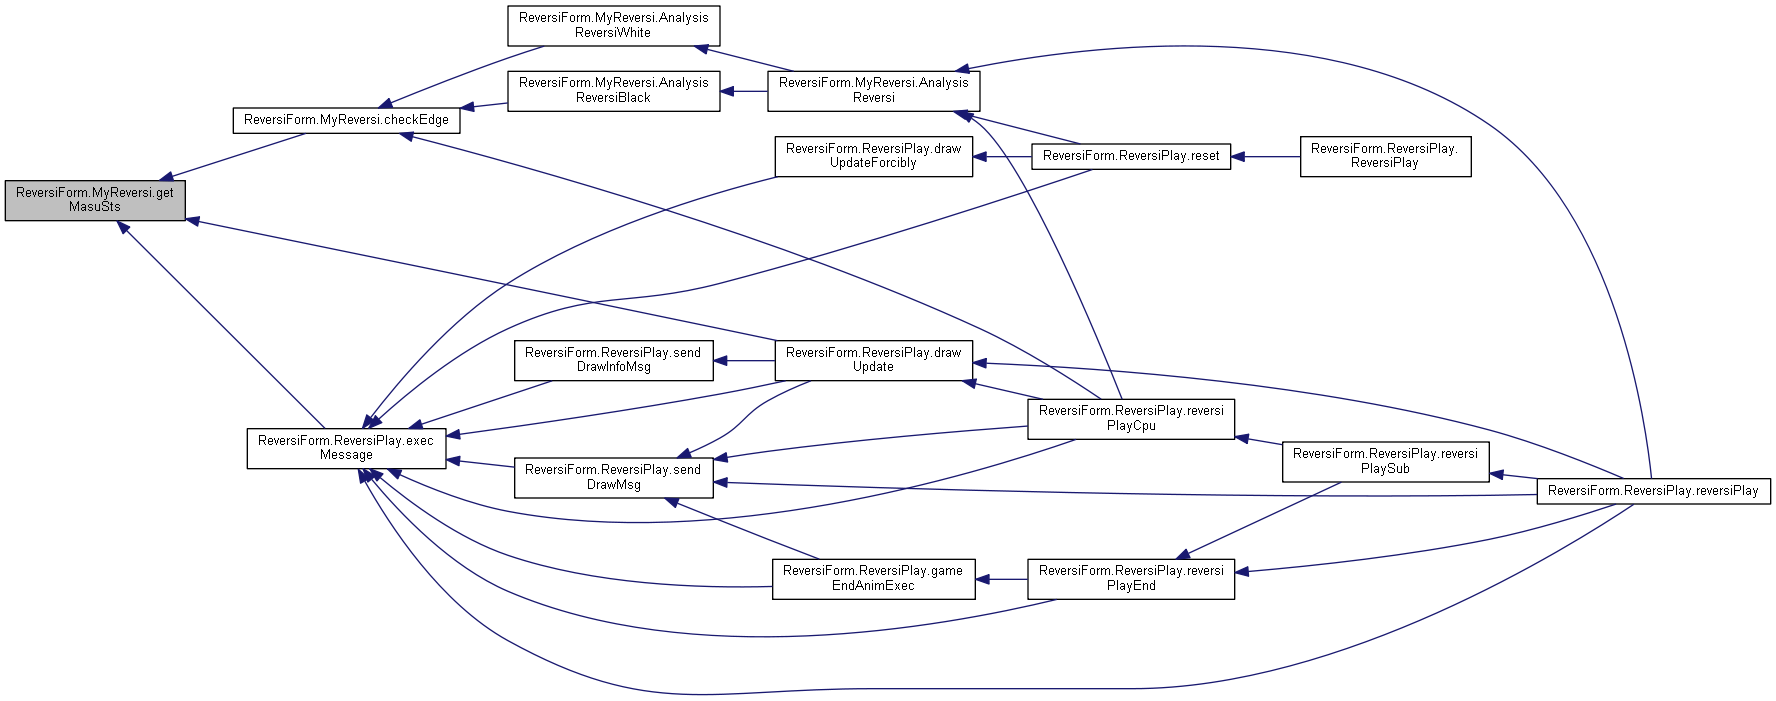 ReversiForm.MyReversi.Analysis
ReversiWhite
ReversiForm.MyReversi.Analysis
ReversiBlack
ReversiForm.MyReversi.Analysis
Reversi
ReversiForm.MyReversi.checkEdge
ReversiForm.ReversiPlay.draw
UpdateForcibly
ReversiForm.ReversiPlay.reset
ReversiForm.ReversiPlay.
ReversiPlay
ReversiForm.MyReversi.get
MasuSts
ReversiForm.ReversiPlay.send
DrawInfoMsg
ReversiForm.ReversiPlay.draw
Update
ReversiForm.ReversiPlay.reversi
PlayCpu
ReversiForm.ReversiPlay.exec
Message
ReversiForm.ReversiPlay.send
DrawMsg
ReversiForm.ReversiPlay.reversi
PlaySub
ReversiForm.ReversiPlay.reversiPlay
ReversiForm.ReversiPlay.game
EndAnimExec
ReversiForm.ReversiPlay.reversi
PlayEnd